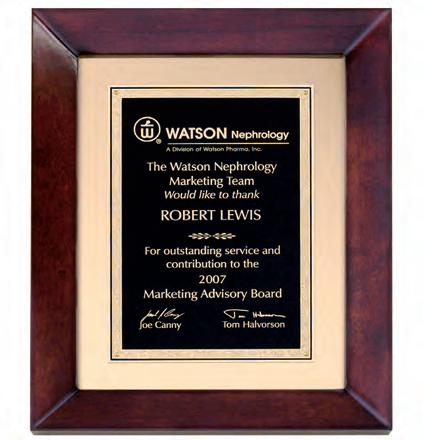 WATSON Nephrology
A Division of Watson Pharma, Inc.
The Watson Nephrology
Marketing Team
Would like to thank
ROBERT LEWIS
For outstanding service and
contribution to the
2007
Marketing Advisory Board
Joe Canny Tom Halvorson